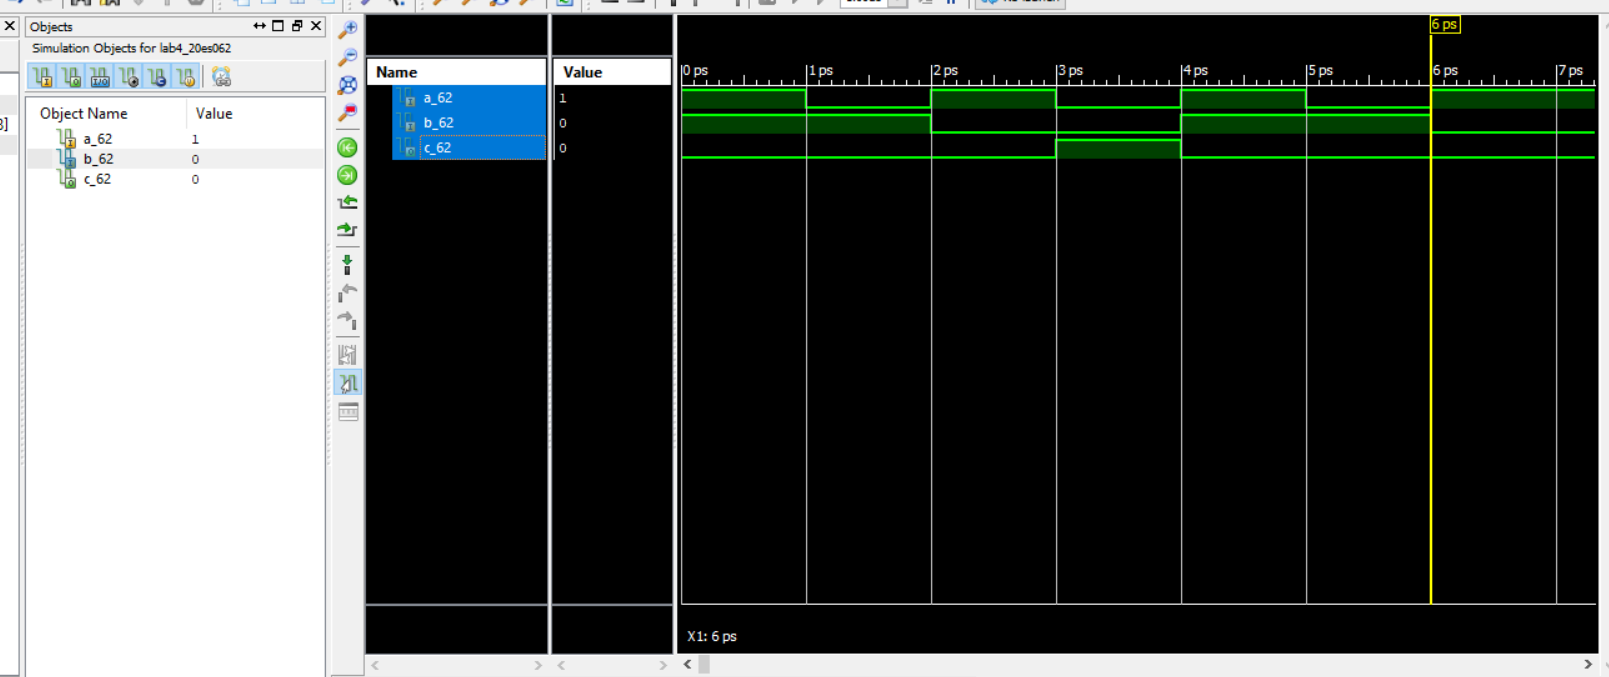 Objects
Simulation Objects for lab4_20es062
Object Name Value
a_62 1
b_62 0
c_62 0
Name Value
a_62 1
b_62 0
c_62 0
6 ps
0 ps 1 ps 2 ps 3 ps 4 ps 5 ps 6 ps 7 ps
X1: 6 ps